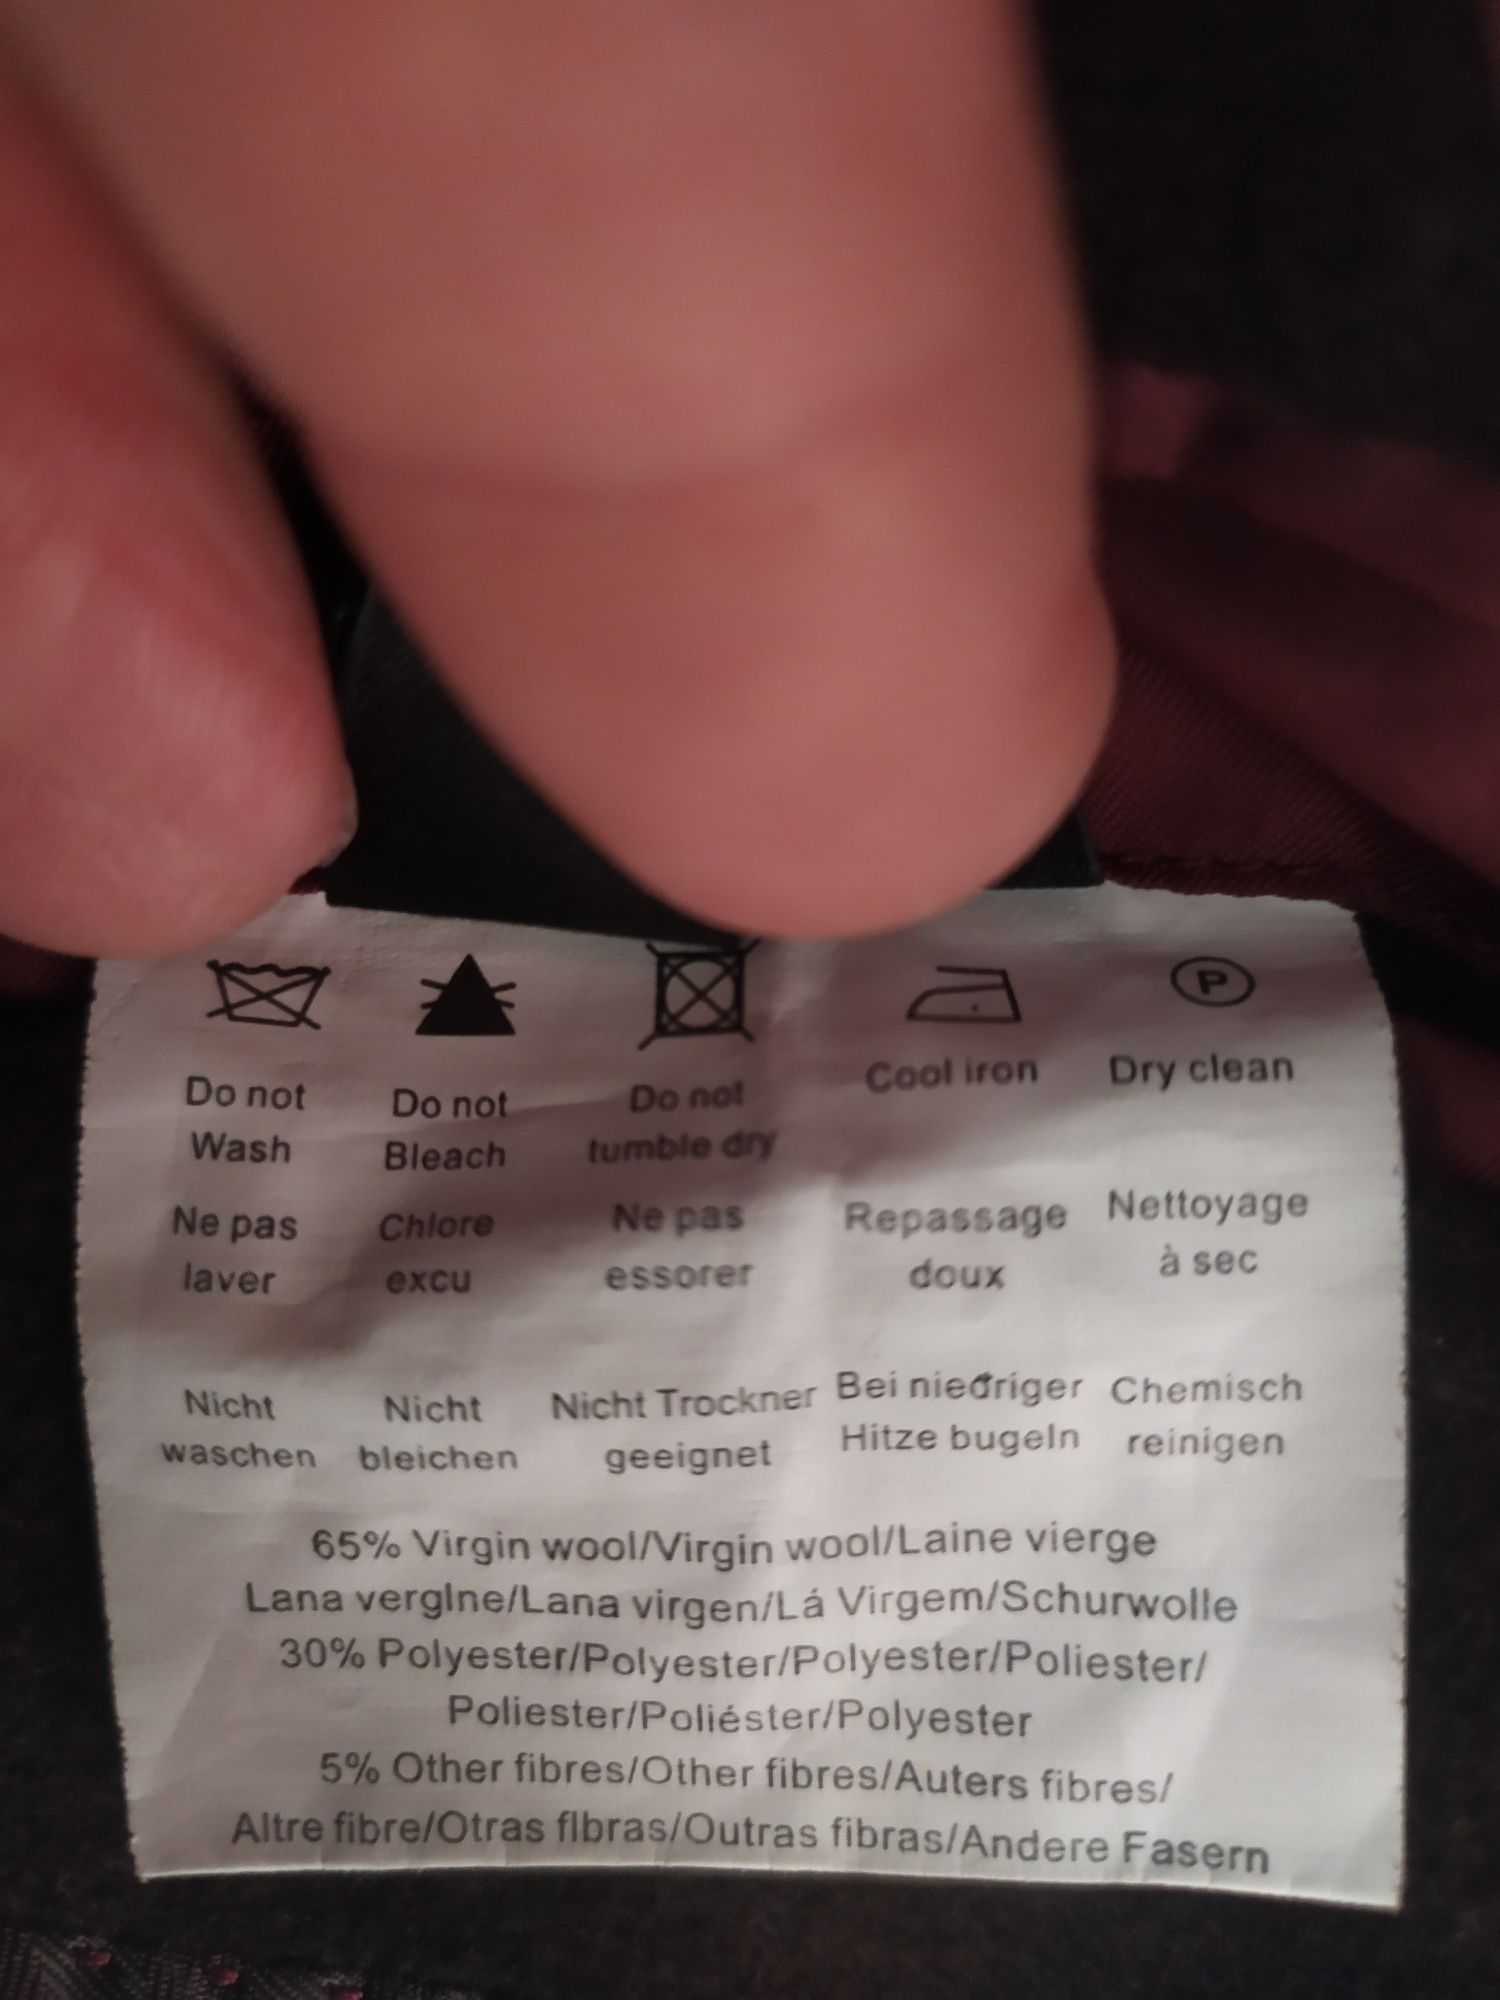 P
Do not Wash
Do not Bleach
Do not tumble dry
Cool iron
Dry clean
Ne pas laver
Chlore excu
Ne pas essorer
Repassage doux
Nettoyage à sec
Nicht waschen
Nicht bleichen
Nicht Trockner geeignet
Bei niedriger Hitze bugeln
Chemisch reinigen
65% Virgin wool/Virgin wool/Laine vierge
Lana verglne/Lana virgen/Lá Virgem/Schurwolle
30% Polyester/Polyester/Polyester/Poliester/
Poliester/Poliéster/Polyester
5% Other fibres/Other fibres/Auters fibres/
Altre fibre/Otras flbras/Outras fibras/Andere Fasern